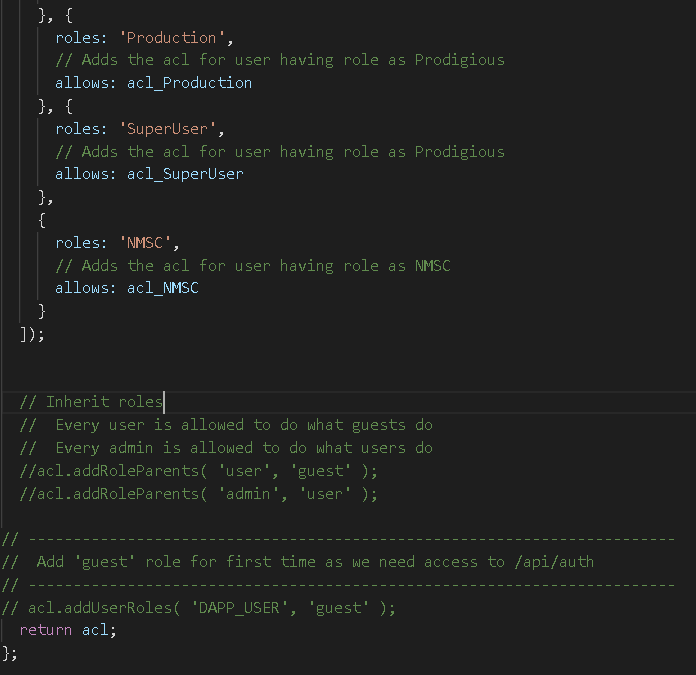 }, {
roles: 'Production',
// Adds the acl for user having role as Prodigious
allows: acl_Production
}, {
roles: 'SuperUser',
// Adds the acl for user having role as Prodigious
allows: acl_SuperUser
},
{
roles: 'NMSC',
// Adds the acl for user having role as NMSC
allows: acl_NMSC
}
]);
// Inherit roles
//  Every user is allowed to do what guests do
//  Every admin is allowed to do what users do
//acl.addRoleParents( 'user', 'guest' );
//acl.addRoleParents( 'admin', 'user' );
// ------------------------------------------------------------------------
//  Add 'guest' role for first time as we need access to /api/auth
// ------------------------------------------------------------------------
// acl.addUserRoles( 'DAPP_USER', 'guest' );
return acl;
};